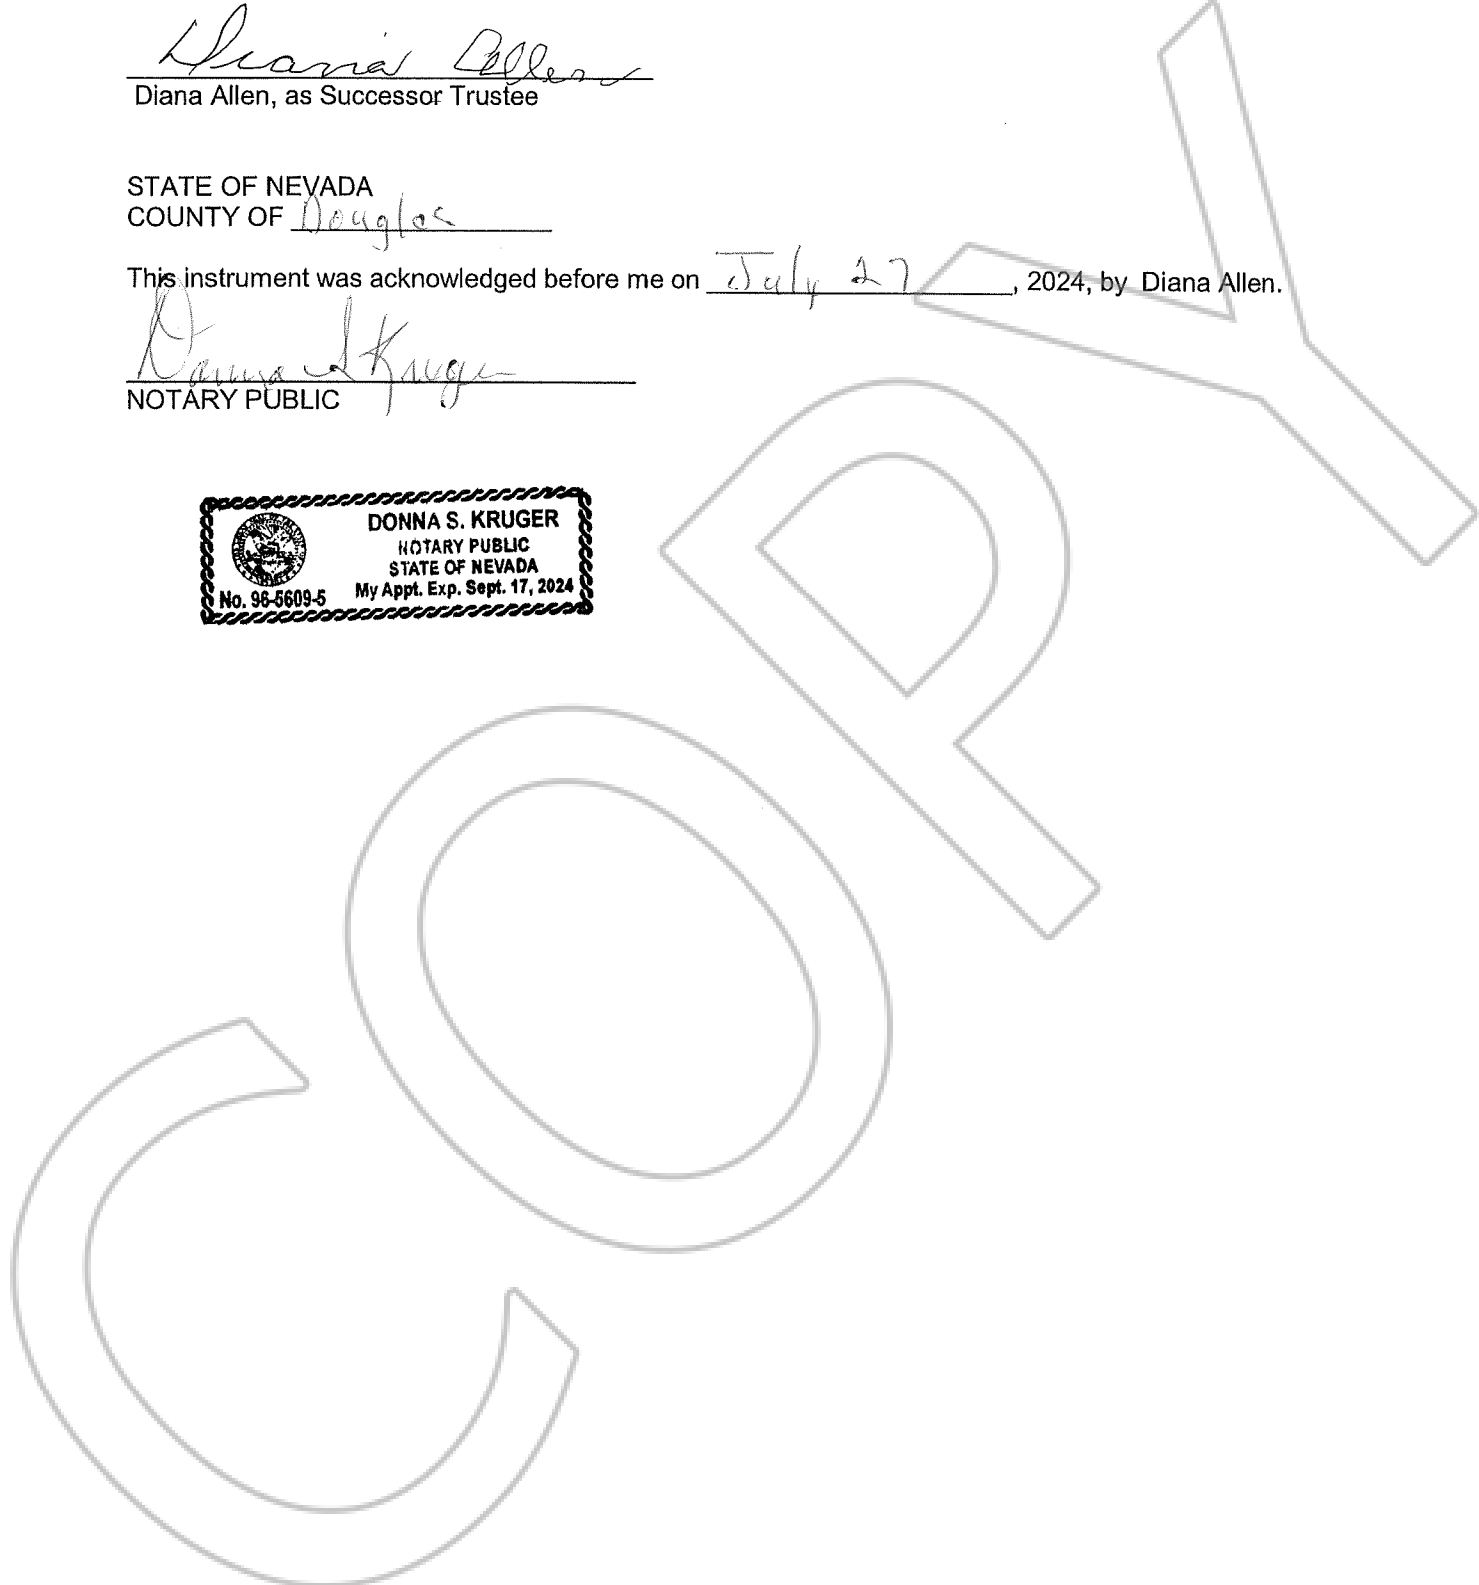 Diana Allen
Diana Allen, as Successor Trustee
STATE OF NEVADA
COUNTY OF Douglas
This instrument was acknowledged before me on July 27, 2024, by Diana Allen.
Donna S Kruger
NOTARY PUBLIC
DONNA S. KRUGER
NOTARY PUBLIC
STATE OF NEVADA
No. 96-5609-5 My Appt. Exp. Sept. 17, 2024
COPY